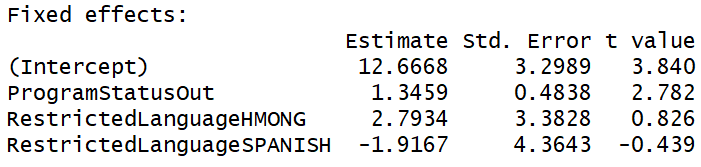 Fixed effects:
Estimate Std. Error t value
(Intercept) 12.6668 3.2989 3.840
ProgramStatusOut 1.3459 0.4838 2.782
RestrictedLanguageHMONG 2.7934 3.3828 0.826
RestrictedLanguageSPANISH -1.9167 4.3643 -0.439